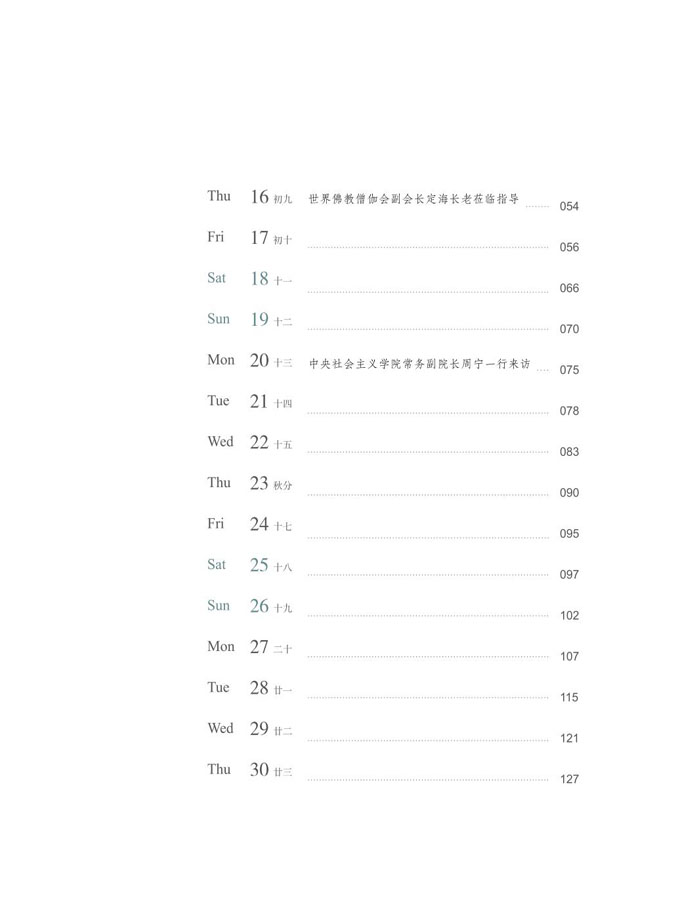 Thu 16 初九 世界佛教僧伽会副会长定海长老莅临指导 ........ 054
Fri 17 初十 ........ 056
Sat 18 十一 ........ 066
Sun 19 十二 ........ 070
Mon 20 十三 中央社会主义学院常务副院长周宁一行来访 .... 075
Tue 21 十四 ........ 078
Wed 22 十五 ........ 083
Thu 23 秋分 ........ 090
Fri 24 十七 ........ 095
Sat 25 十八 ........ 097
Sun 26 十九 ........ 102
Mon 27 二十 ........ 107
Tue 28 廿一 ........ 115
Wed 29 廿二 ........ 121
Thu 30 廿三 ........ 127